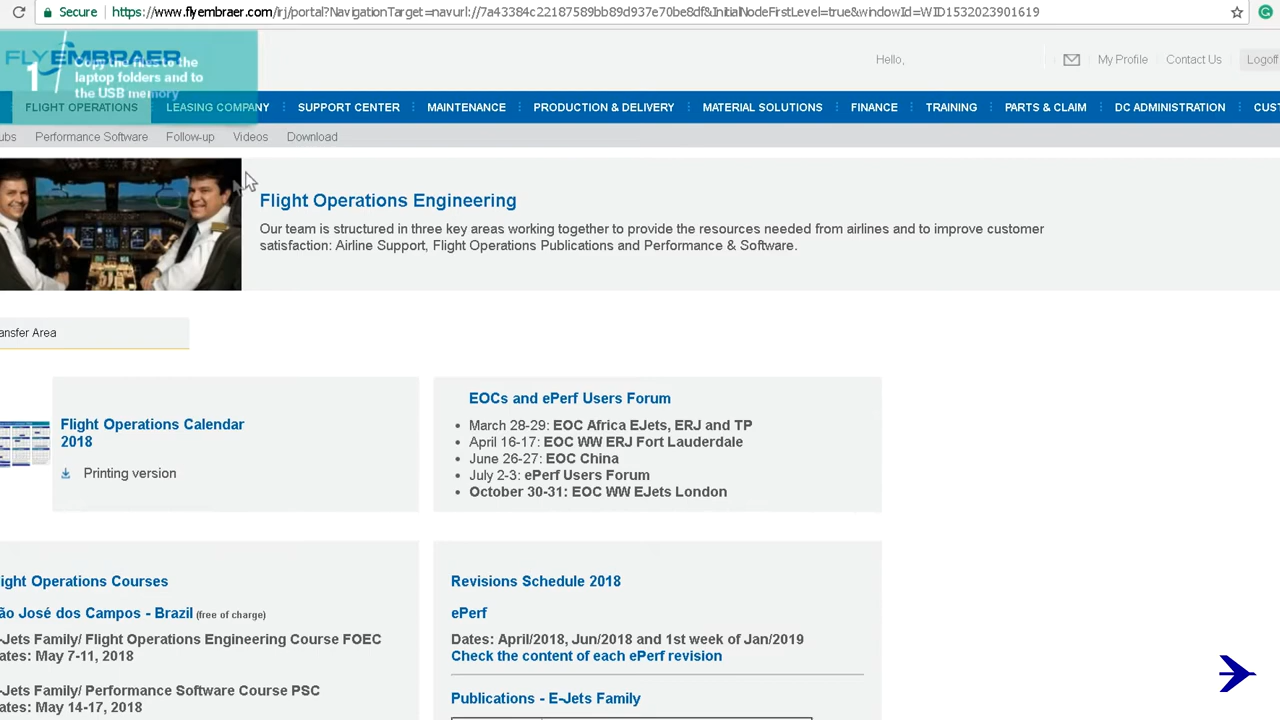 Secure https://www.flyembraer.com/irj/portal?NavigationTarget=navurl://7a43384c22187589bb89d937e70be8df&InitialNodeFirstLevel=true&windowId=WID1532023901619
FLYEMBRAER
1
Copy the files to the
laptop folders and to
the USB memory
Hello,
My Profile
Contact Us
Logoff
FLIGHT OPERATIONS
LEASING COMPANY
SUPPORT CENTER
MAINTENANCE
PRODUCTION & DELIVERY
MATERIAL SOLUTIONS
FINANCE
TRAINING
PARTS & CLAIM
DC ADMINISTRATION
CUST
ubs
Performance Software
Follow-up
Videos
Download
Flight Operations Engineering
Our team is structured in three key areas working together to provide the resources needed from airlines and to improve customer
satisfaction: Airline Support, Flight Operations Publications and Performance & Software.
ansfer Area
Flight Operations Calendar
2018
Printing version
EOCs and ePerf Users Forum
• March 28-29: EOC Africa EJets, ERJ and TP
• April 16-17: EOC WW ERJ Fort Lauderdale
• June 26-27: EOC China
• July 2-3: ePerf Users Forum
• October 30-31: EOC WW EJets London
ight Operations Courses
ão José dos Campos - Brazil (free of charge)
-Jets Family/ Flight Operations Engineering Course FOEC
ates: May 7-11, 2018
-Jets Family/ Performance Software Course PSC
ates: May 14-17, 2018
Revisions Schedule 2018
ePerf
Dates: April/2018, Jun/2018 and 1st week of Jan/2019
Check the content of each ePerf revision
Publications - E-Jets Family